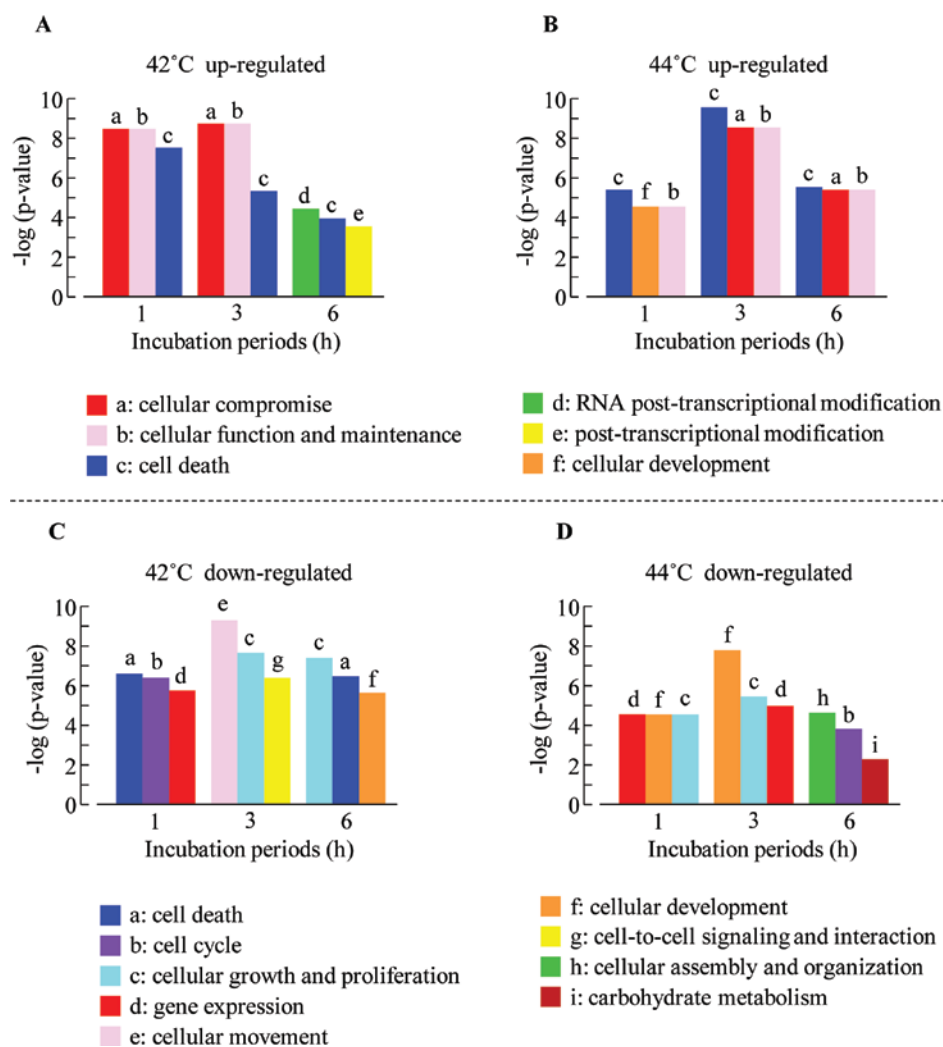 A
42°C up-regulated
-log (p-value)
10
8
6
4
2
0
a b c a b c d c e
1 3 6
Incubation periods (h)
B
44°C up-regulated
-log (p-value)
10
8
6
4
2
0
c f b c a b c a b
1 3 6
Incubation periods (h)
a: cellular compromise
b: cellular function and maintenance
c: cell death
d: RNA post-transcriptional modification
e: post-transcriptional modification
f: cellular development
C
42°C down-regulated
-log (p-value)
10
8
6
4
2
0
a b d e c g c a f
1 3 6
Incubation periods (h)
D
44°C down-regulated
-log (p-value)
10
8
6
4
2
0
d f c f c d h b i
1 3 6
Incubation periods (h)
a: cell death
b: cell cycle
c: cellular growth and proliferation
d: gene expression
e: cellular movement
f: cellular development
g: cell-to-cell signaling and interaction
h: cellular assembly and organization
i: carbohydrate metabolism